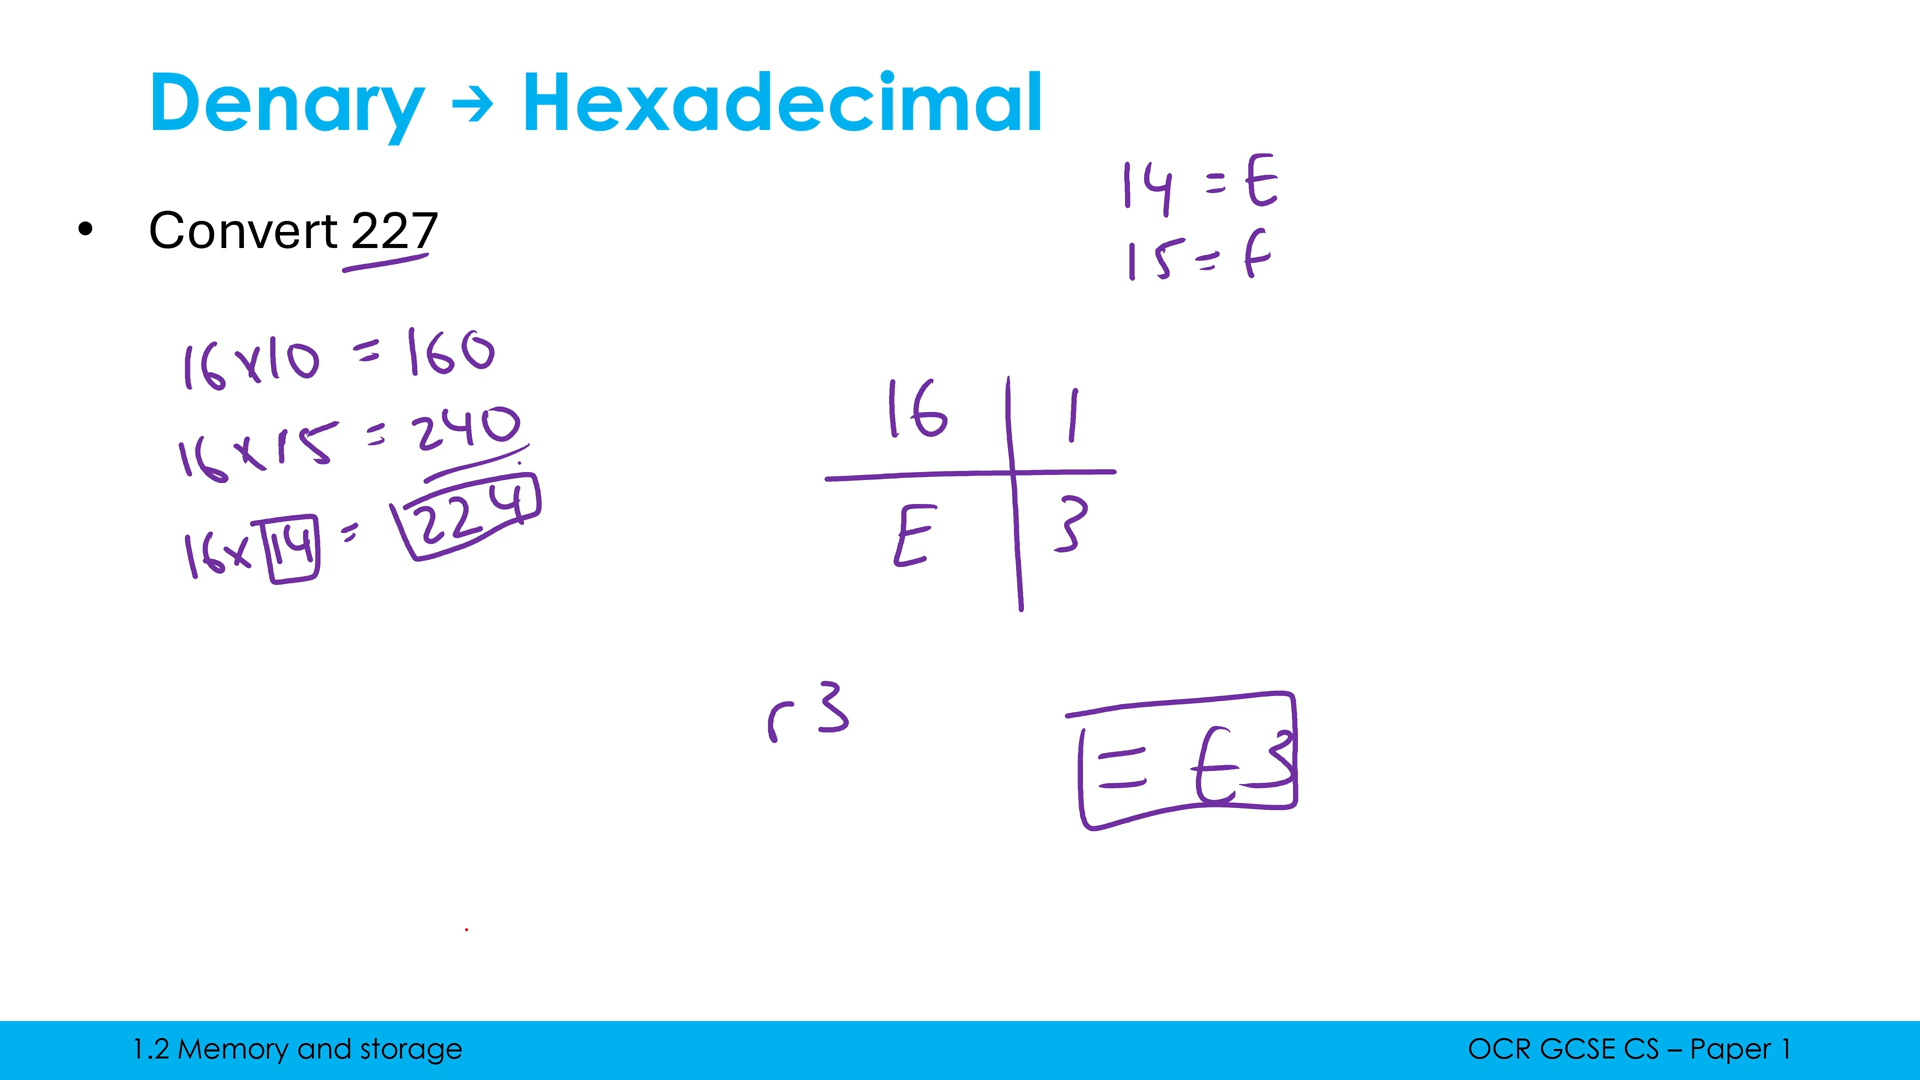 Denary → Hexadecimal
• Convert 227
14 = E
15 = F
16x10 = 160
16x15 = 240
16x14 = 224
16 1
E 3
r 3
= E3
1.2 Memory and storage
OCR GCSE CS – Paper 1